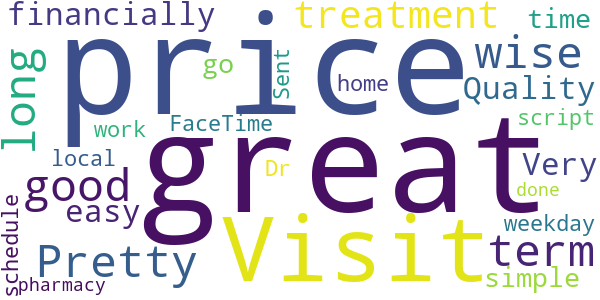 financially
treatment
time
price
long
go
Sent
home
wise
Quality
script
work
FaceTime
great
local
Dr
Very
done
good
easy
schedule
Visit
weekday
Pretty
term
simple
pharmacy